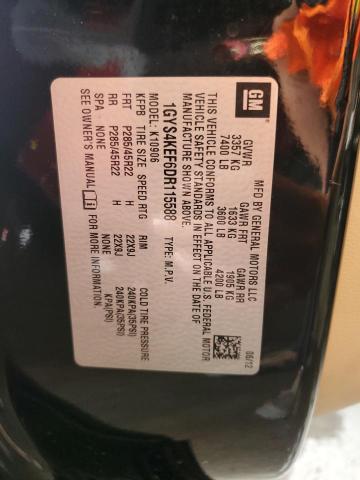 GM
MFD BY GENERAL MOTORS LLC
06/12
GVWR GAWR FRT GAWR RR
3357 KG 1633 KG 1905 KG
7400 LB 3600 LB 4200 LB
THIS VEHICLE CONFORMS TO ALL APPLICABLE U.S. FEDERAL MOTOR
VEHICLE SAFETY STANDARDS IN EFFECT ON THE DATE OF
MANUFACTURE SHOWN ABOVE.
1GYS4KEF6DR115588 TYPE: M.P.V.
MODEL: K10906
KFPB TIRE SIZE SPEED RTG RIM COLD TIRE PRESSURE
FRT P285/45R22 H 22X9J 240KPA(35PSI)
RR P285/45R22 H 22X9J 240KPA(35PSI)
SPA NONE NONE KPA(PSI)
SEE OWNER'S MANUAL FOR MORE INFORMATION.